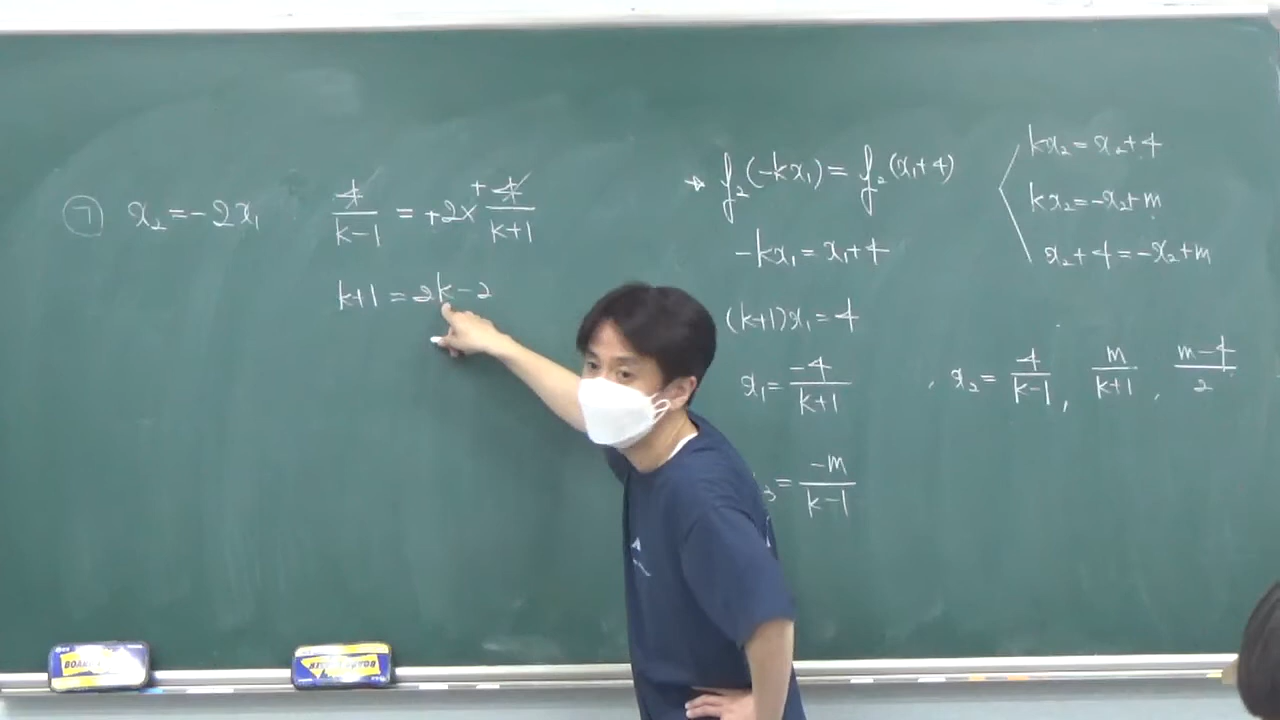 ㉠ x₂ = -2x₁
4/(k-1) = +2× +4/(k+1)
k+1 = 2k-2
f₂(-kx₁) = f₂(x₁+4)
-kx₁ = x₁+4
(k+1)x₁ = 4
x₁ = -4/(k+1)
₃ = -m/(k-1)
kx₂ = x₂+4
kx₂ = -x₂+m
x₂+4 = -x₂+m
x₂ = 4/(k-1), m/(k+1), (m-4)/2